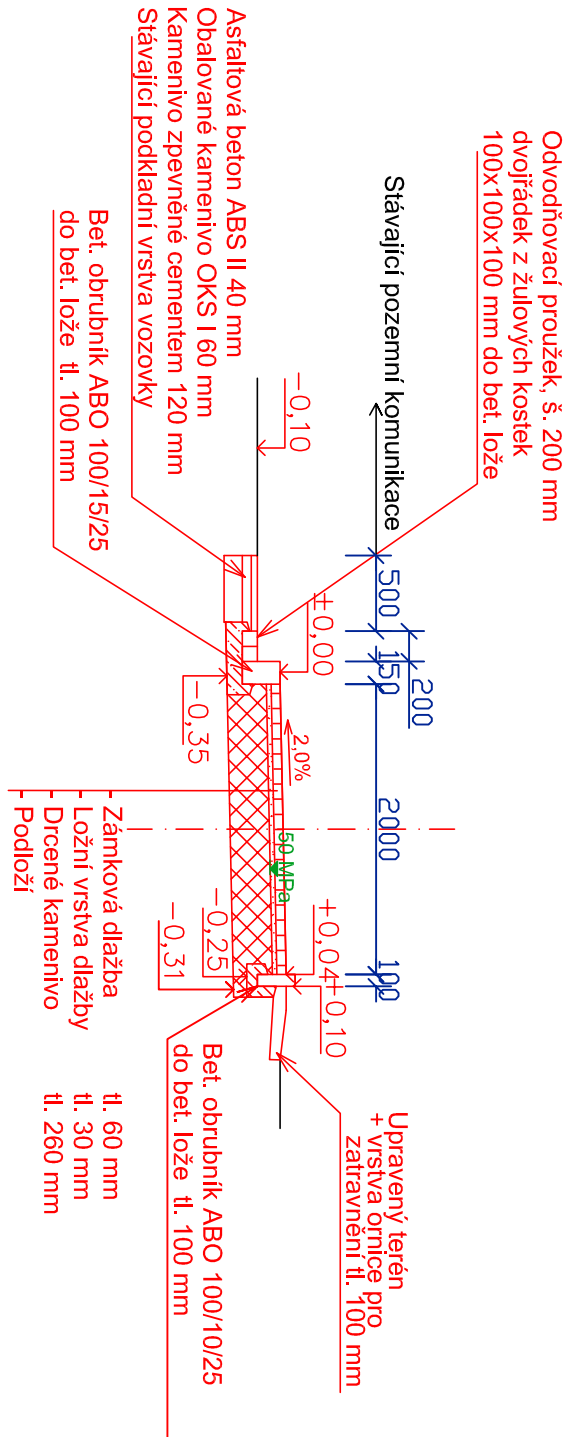 Odvodňovací proužek, š. 200 mm
dvojřádek z žulových kostek
100x100x100 mm do bet. lože
Stávající pozemní komunikace
500
150
200
2000
100
Asfaltová beton ABS II 40 mm
Obalované kamenivo OKS I 60 mm
Kamenivo zpevněné cementem 120 mm
Stávající podkladní vrstva vozovky
Bet. obrubník ABO 100/15/25
do bet. lože tl. 100 mm
−0,10
±0,00
−0,35
2,0%
50 MPa
+0,04
+0,10
−0,25
−0,31
Upravený terén
+ vrstva ornice pro
zatravnění tl. 100 mm
Bet. obrubník ABO 100/10/25
do bet. lože tl. 100 mm
Zámková dlažba tl. 60 mm
Ložní vrstva dlažby tl. 30 mm
Drcené kamenivo tl. 260 mm
Podloží